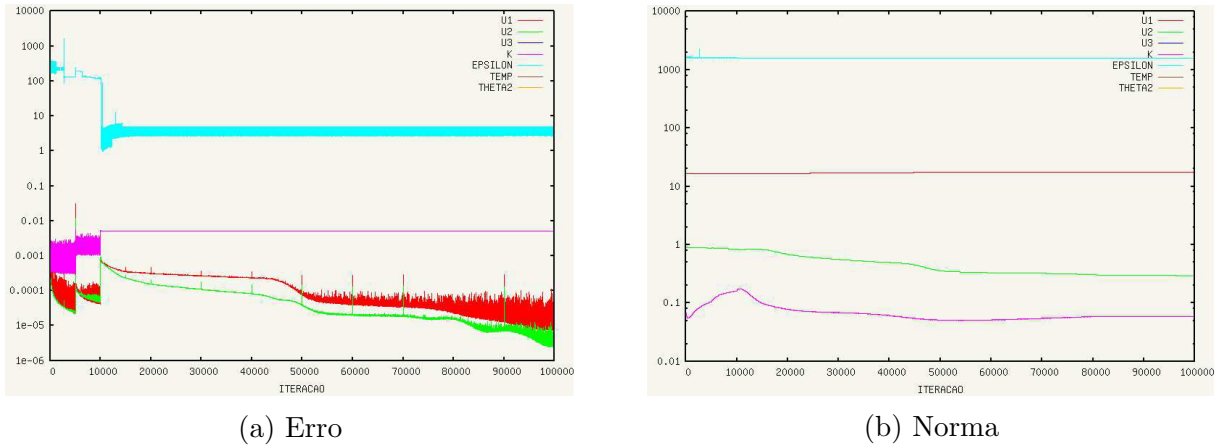 10000
1000
100
10
1
0.1
0.01
0.001
0.0001
1e-05
1e-06
U1
U2
U3
K
EPSILON
TEMP
THETA2
0 10000 20000 30000 40000 50000 60000 70000 80000 90000 100000
ITERACAO
(a) Erro
10000
1000
100
10
1
0.1
0.01
U1
U2
U3
K
EPSILON
TEMP
THETA2
0 10000 20000 30000 40000 50000 60000 70000 80000 90000 100000
ITERACAO
(b) Norma